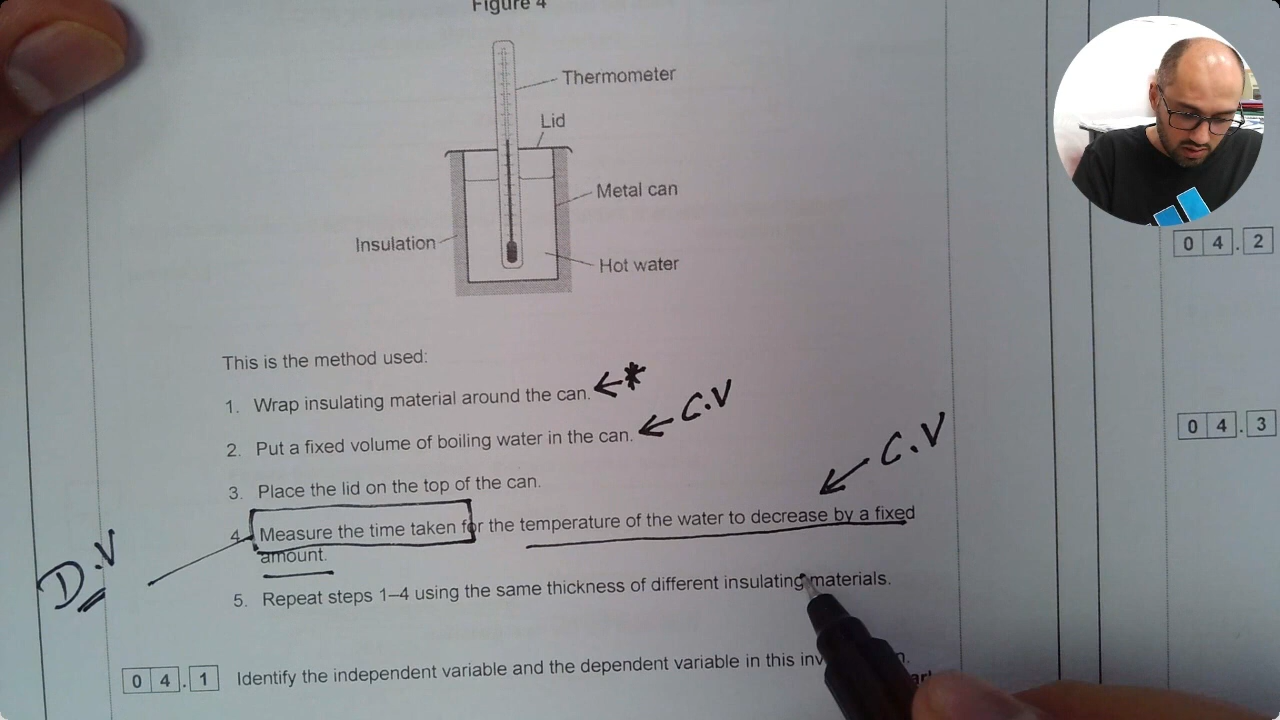 Figure 4
Thermometer
Lid
Metal can
Insulation
Hot water
0 4 . 2
This is the method used:
1. Wrap insulating material around the can. ← *
2. Put a fixed volume of boiling water in the can. ← C.V
0 4 . 3
3. Place the lid on the top of the can.
C.V
4. Measure the time taken for the temperature of the water to decrease by a fixed
amount.
D.V
5. Repeat steps 1–4 using the same thickness of different insulating materials.
0 4 . 1 Identify the independent variable and the dependent variable in this